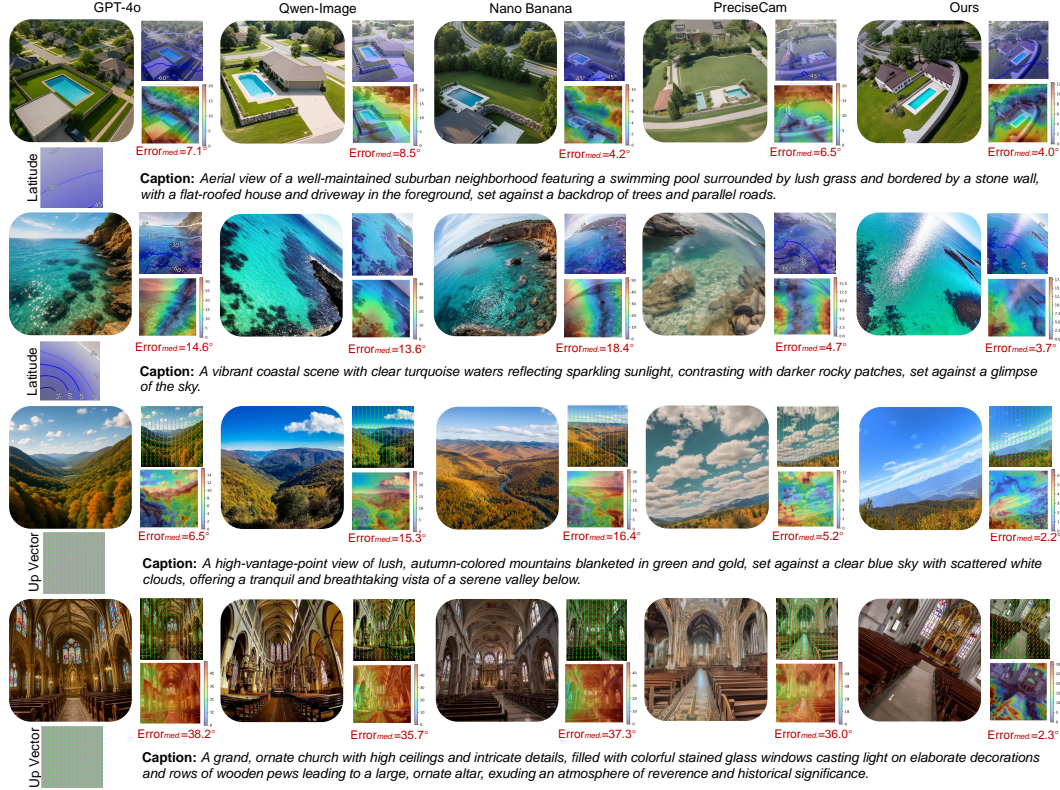 GPT-4o
Qwen-Image
Nano Banana
PreciseCam
Ours
Error med.=7.1°
Error med.=8.5°
Error med.=4.2°
Error med.=6.5°
Error med.=4.0°
Latitude
Caption: Aerial view of a well-maintained suburban neighborhood featuring a swimming pool surrounded by lush grass and bordered by a stone wall,
with a flat-roofed house and driveway in the foreground, set against a backdrop of trees and parallel roads.
Error med.=14.6°
Error med.=13.6°
Error med.=18.4°
Error med.=4.7°
Error med.=3.7°
Latitude
Caption: A vibrant coastal scene with clear turquoise waters reflecting sparkling sunlight, contrasting with darker rocky patches, set against a glimpse
of the sky.
Error med.=6.5°
Error med.=15.3°
Error med.=16.4°
Error med.=5.2°
Error med.=2.2°
Up Vector
Caption: A high-vantage-point view of lush, autumn-colored mountains blanketed in green and gold, set against a clear blue sky with scattered white
clouds, offering a tranquil and breathtaking vista of a serene valley below.
Error med.=38.2°
Error med.=35.7°
Error med.=37.3°
Error med.=36.0°
Error med.=2.3°
Up Vector
Caption: A grand, ornate church with high ceilings and intricate details, filled with colorful stained glass windows casting light on elaborate decorations
and rows of wooden pews leading to a large, ornate altar, exuding an atmosphere of reverence and historical significance.